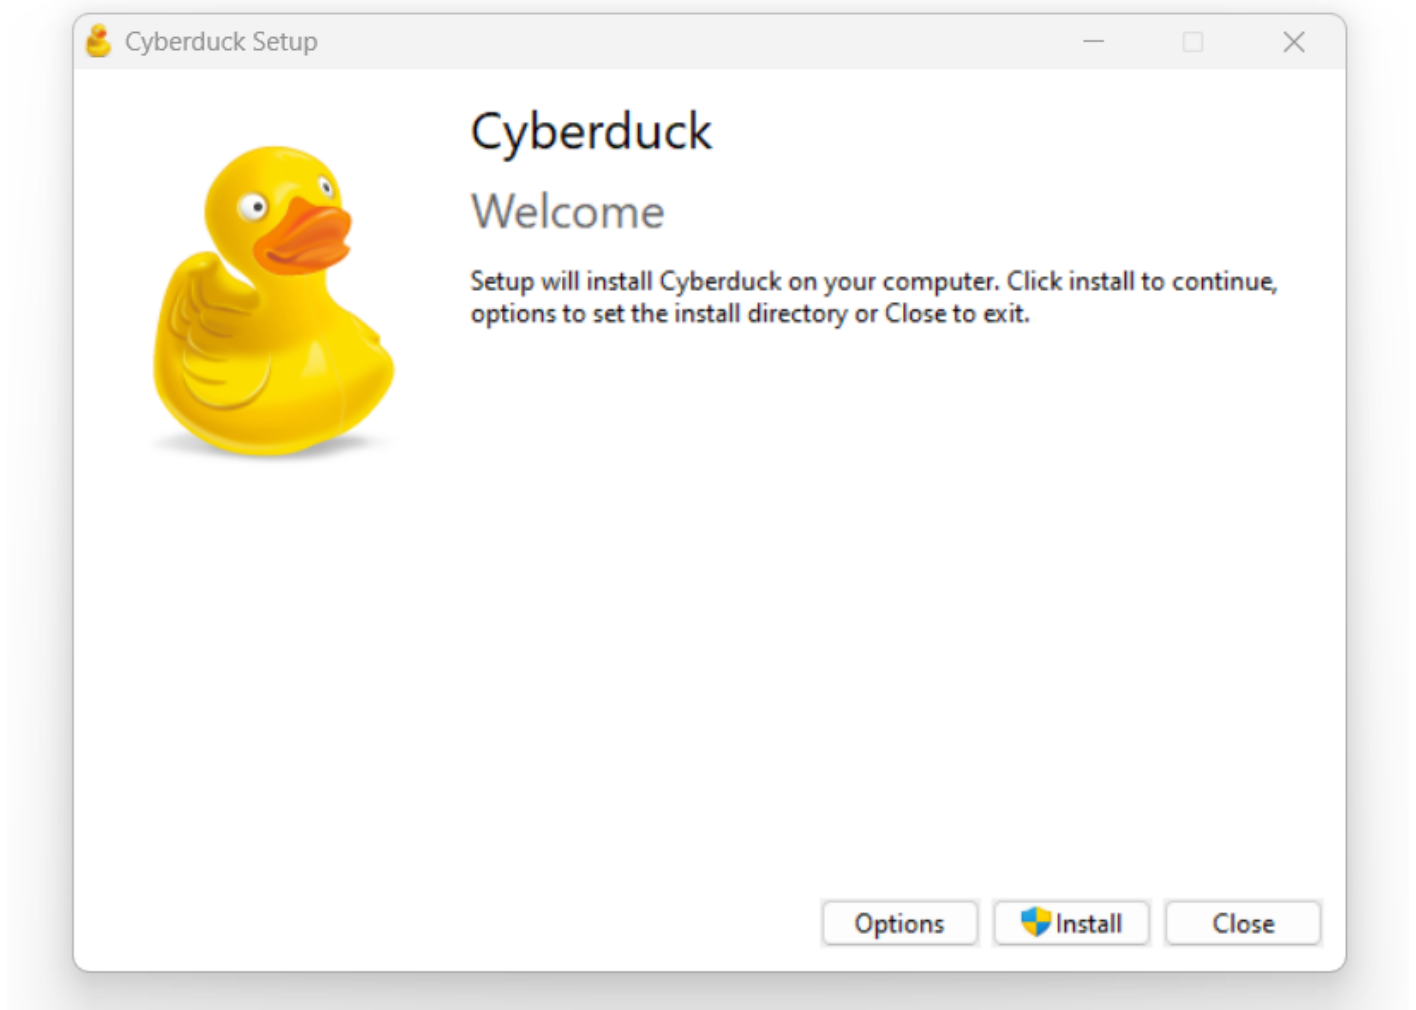 Cyberduck Setup
Cyberduck
Welcome
Setup will install Cyberduck on your computer. Click install to continue,
options to set the install directory or Close to exit.
Options
Install
Close